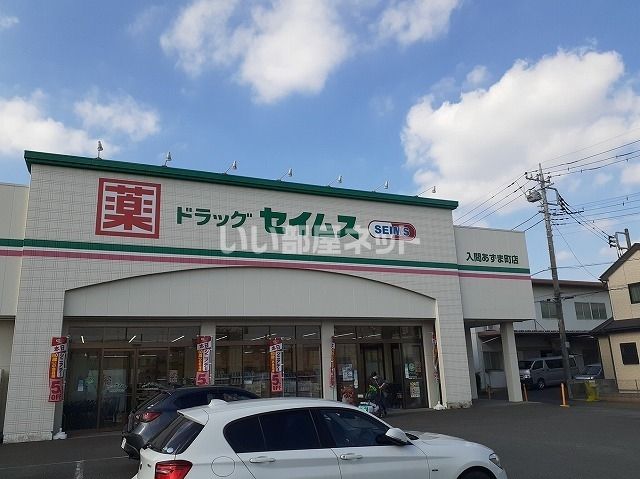 薬
ドラッグ セイムス
SEIMS
入間あずま町店
いい部屋ネット